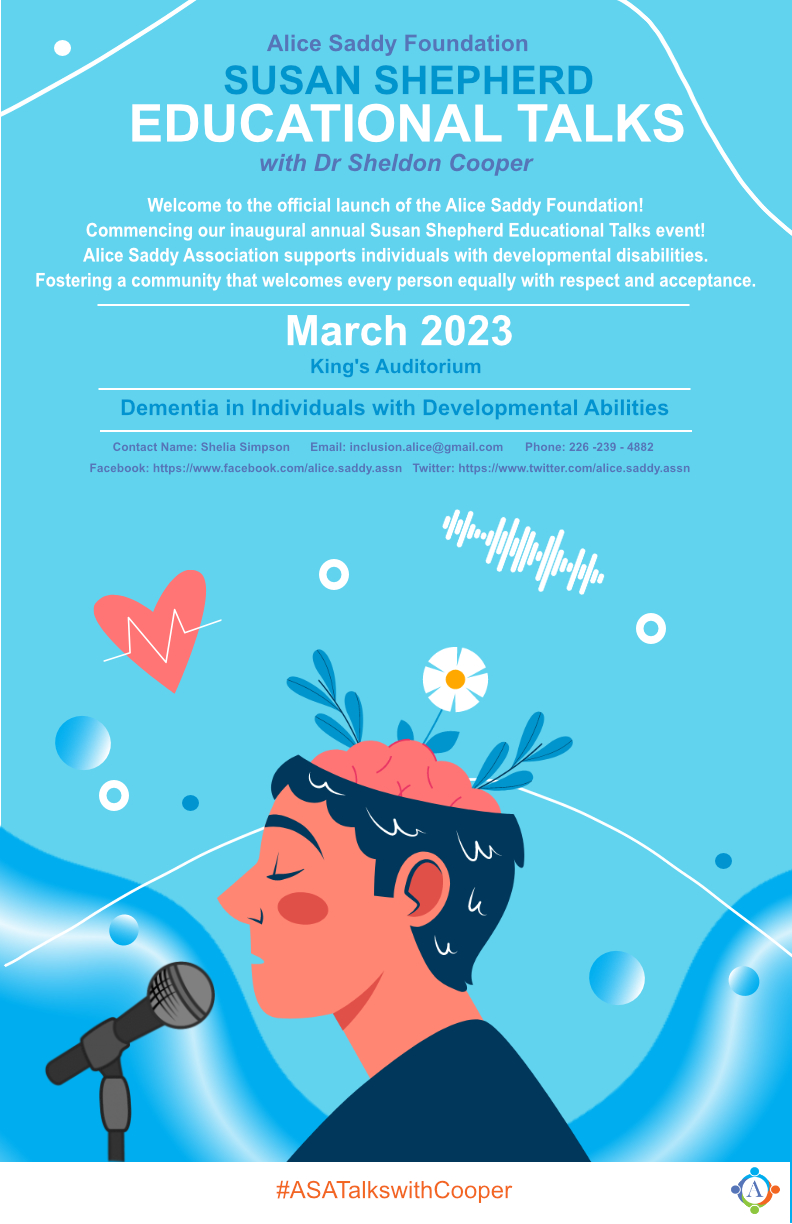 Alice Saddy Foundation
SUSAN SHEPHERD
EDUCATIONAL TALKS
with Dr Sheldon Cooper
Welcome to the official launch of the Alice Saddy Foundation!
Commencing our inaugural annual Susan Shepherd Educational Talks event!
Alice Saddy Association supports individuals with developmental disabilities.
Fostering a community that welcomes every person equally with respect and acceptance.
March 2023
King's Auditorium
Dementia in Individuals with Developmental Abilities
Contact Name: Shelia Simpson Email: inclusion.alice@gmail.com Phone: 226 -239 - 4882
Facebook: https://www.facebook.com/alice.saddy.assn Twitter: https://www.twitter.com/alice.saddy.assn
#ASATalkswithCooper
A